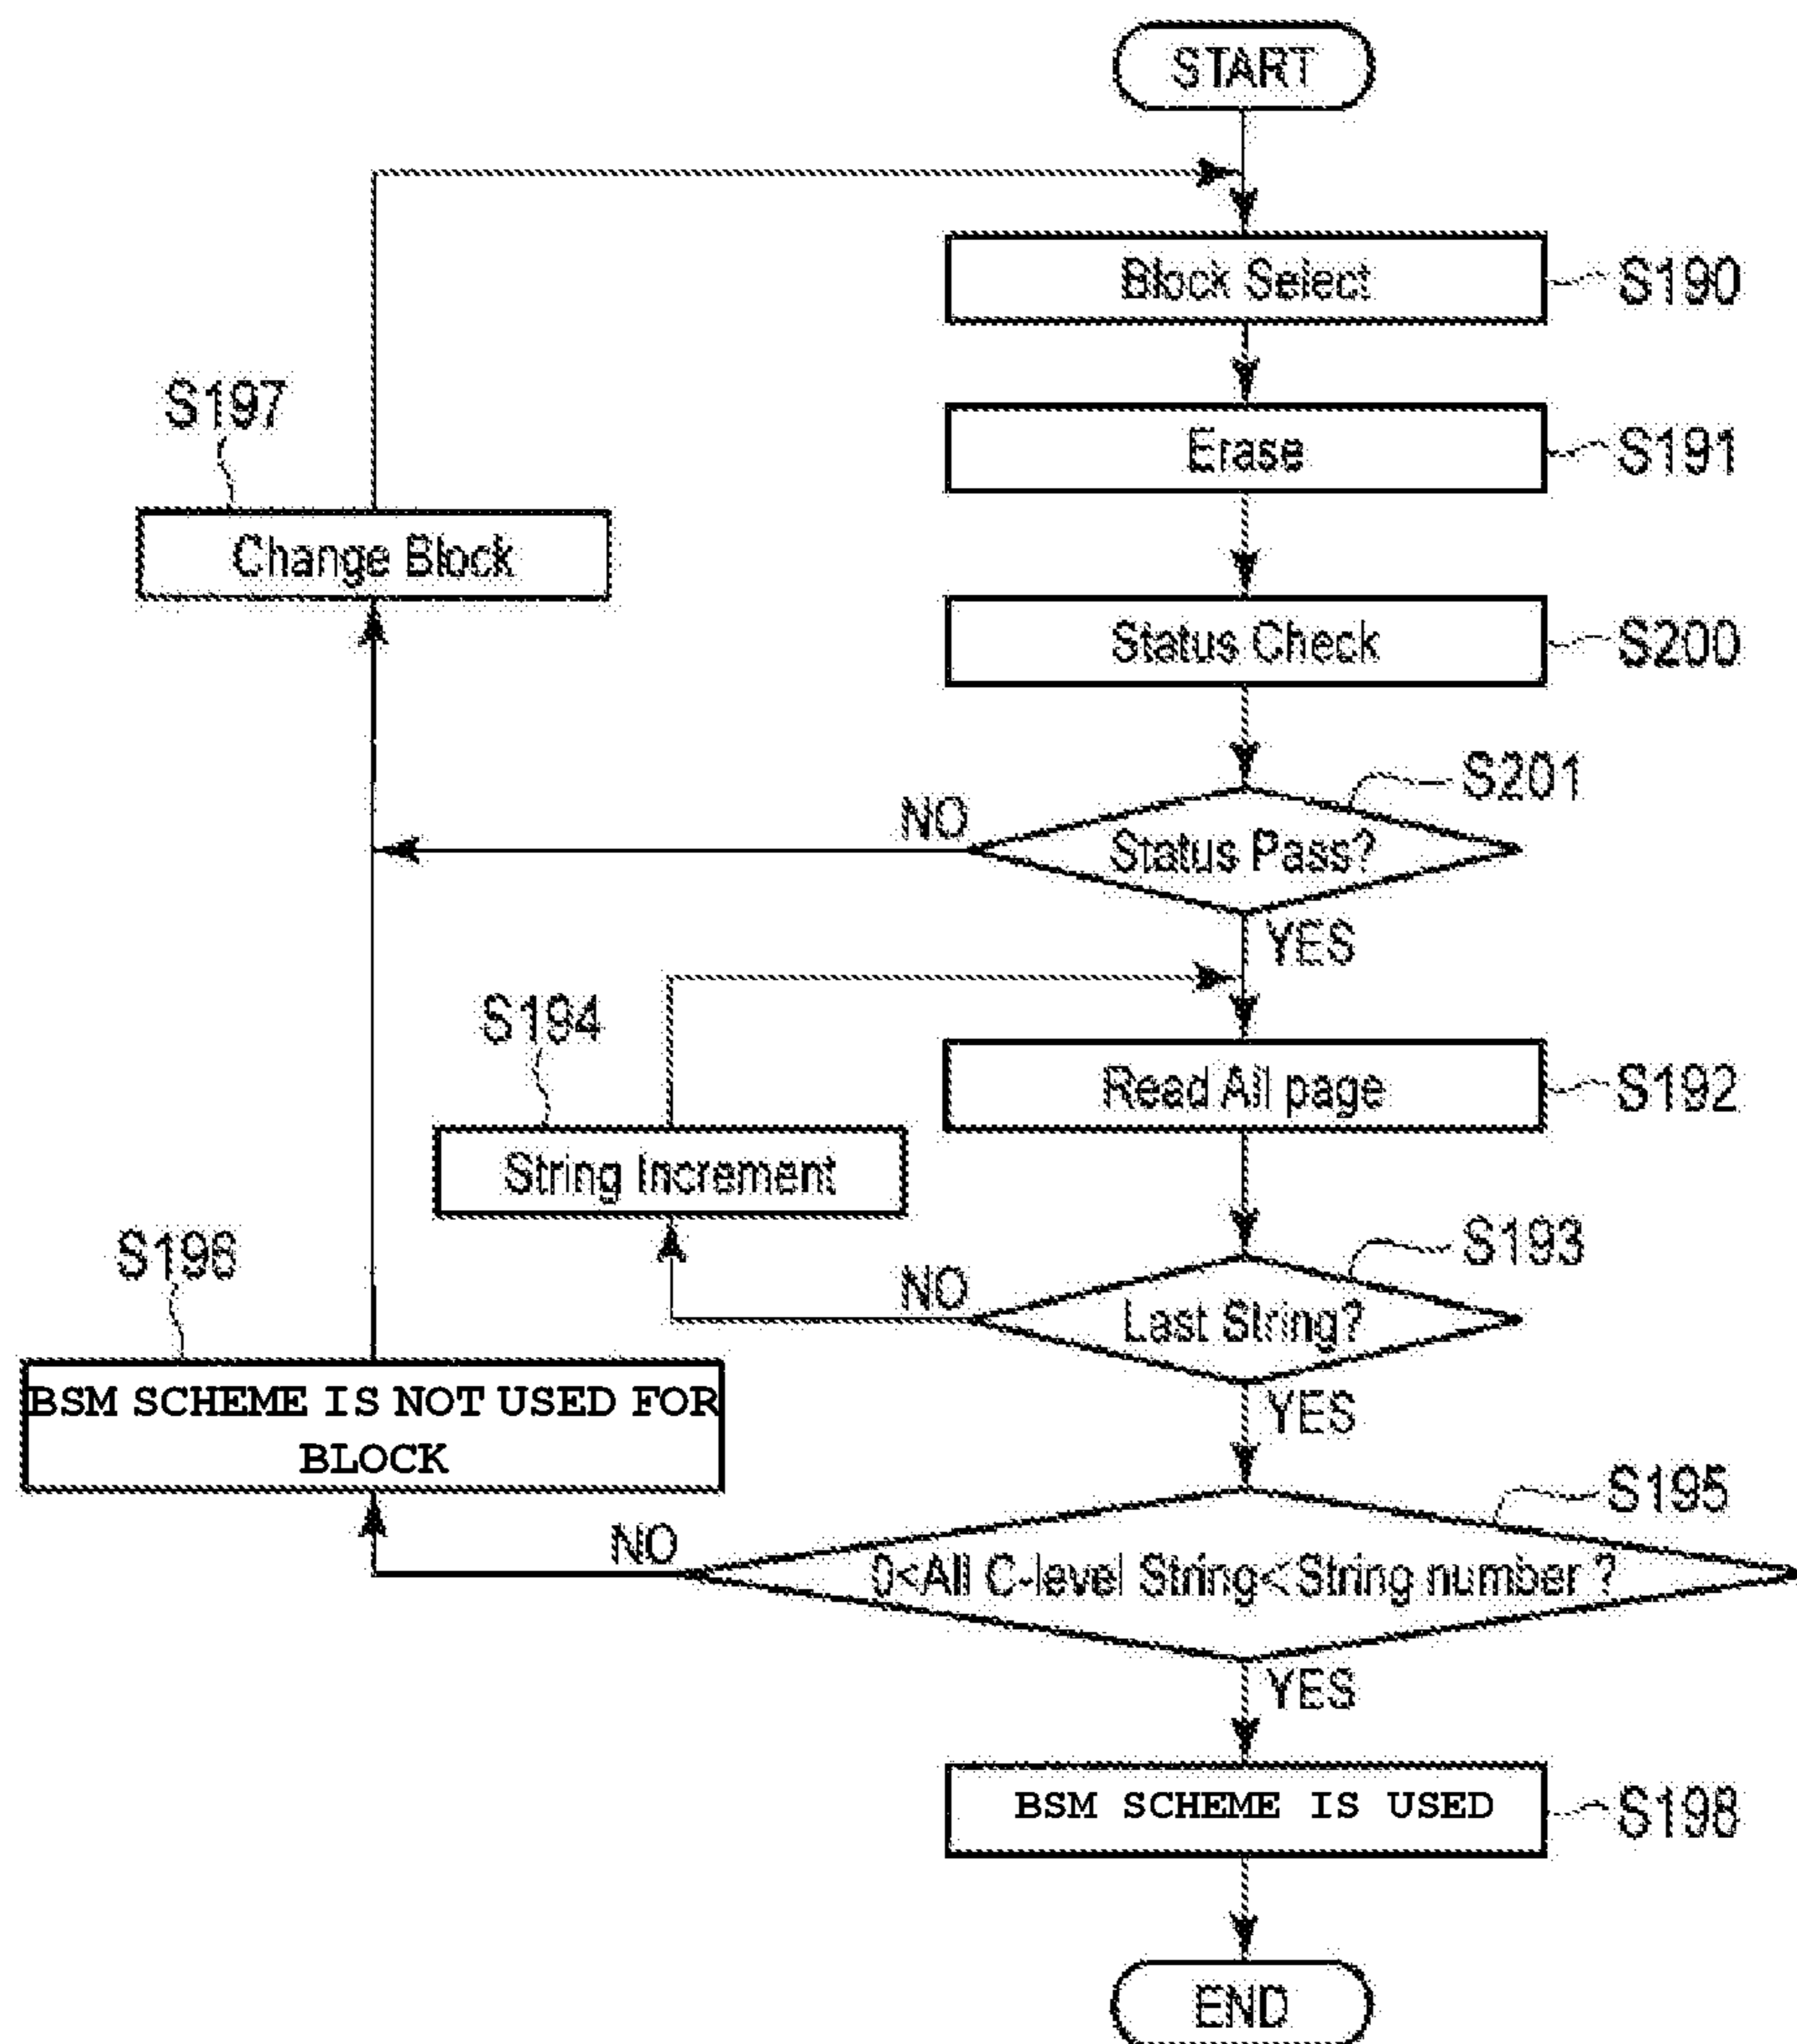 START
Block Select
S190
Erase
S191
S197
Change Block
Status Check
S200
S201
NO
Status Pass?
YES
S194
Read All page
S192
String Increment
S193
NO
Last String?
S196
YES
BSM SCHEME IS NOT USED FOR
BLOCK
S195
NO
0<All C-level String<String number ?
YES
BSM SCHEME IS USED
S198
END